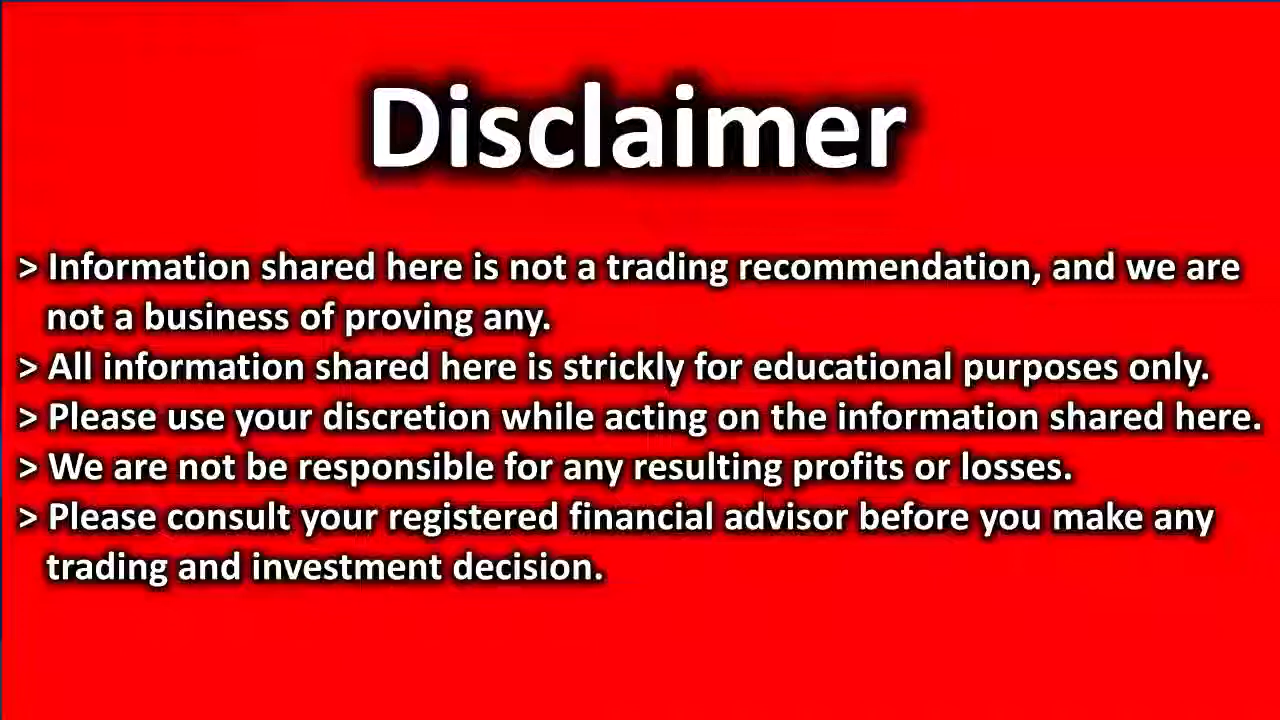 Disclaimer
> Information shared here is not a trading recommendation, and we are
not a business of proving any.
> All information shared here is strickly for educational purposes only.
> Please use your discretion while acting on the information shared here.
> We are not be responsible for any resulting profits or losses.
> Please consult your registered financial advisor before you make any
trading and investment decision.